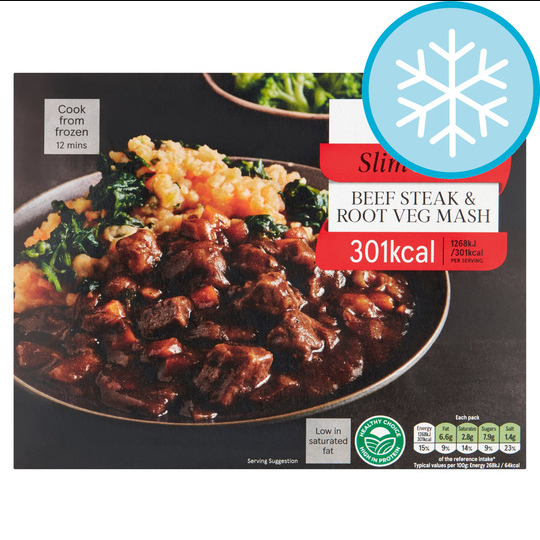 Cook
from
frozen
12 mins
Slim
BEEF STEAK &
ROOT VEG MASH
301kcal
1268kJ
/301kcal
PER SERVING
Low in
saturated
fat
HEALTHY CHOICE
HIGH IN PROTEIN
Serving Suggestion
Each pack
Energy Fat Saturates Sugars Salt
1268kJ
301kcal 6.6g 2.8g 7.9g 1.4g
15% 9% 14% 9% 23%
of the reference intake*
Typical values per 100g: Energy 268kJ / 64kcal